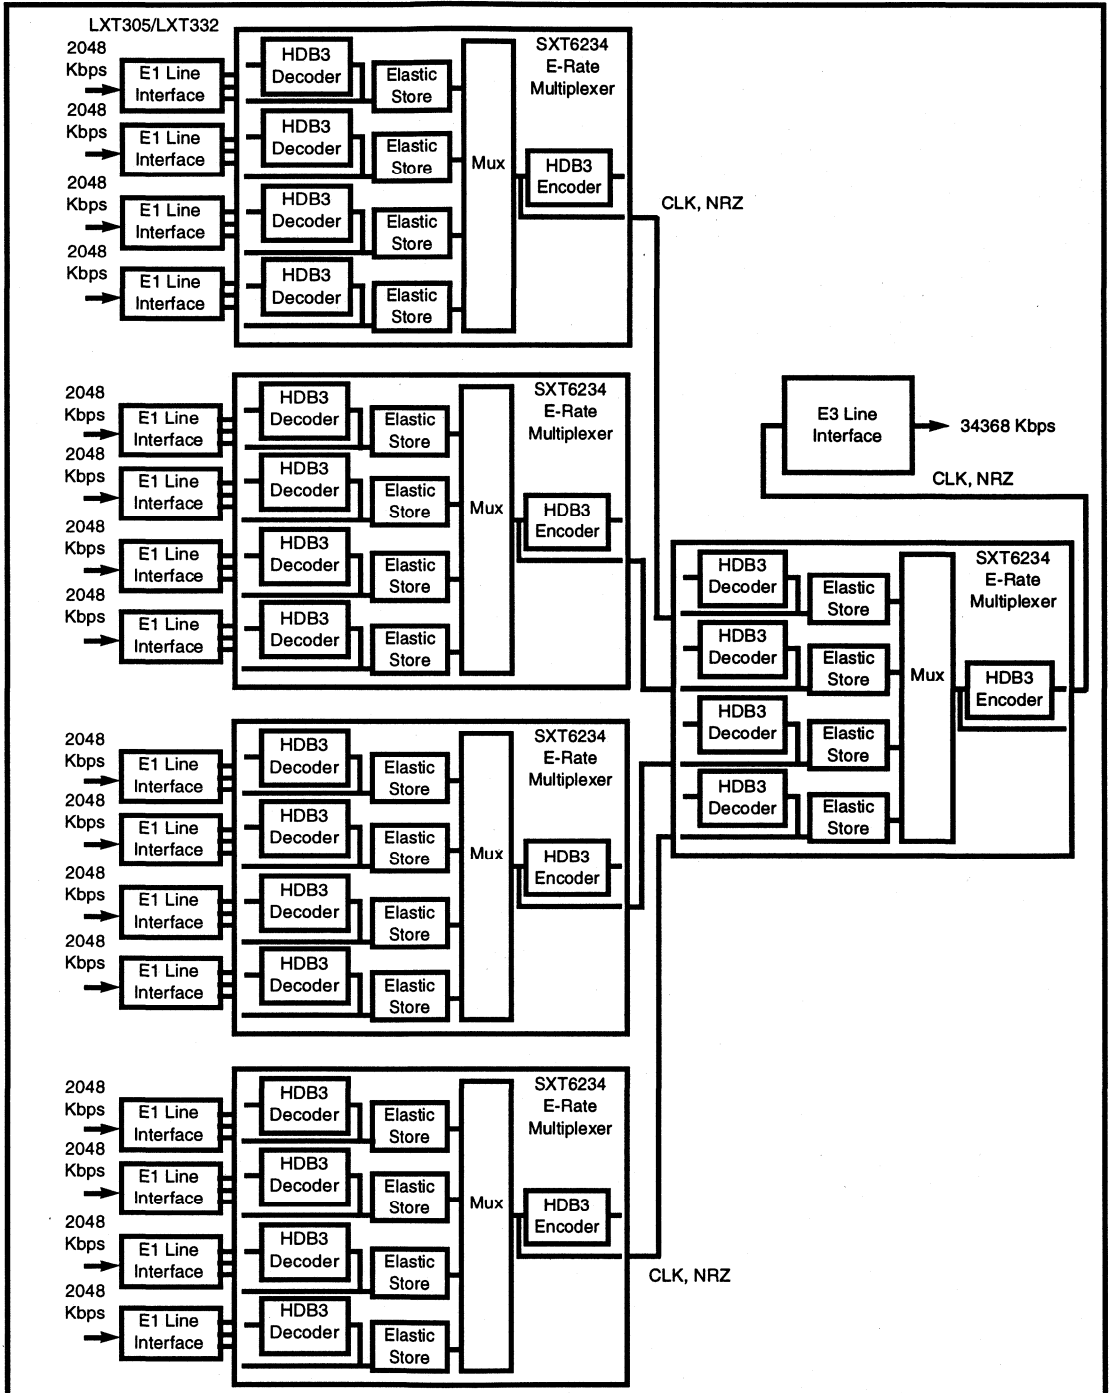 LXT305/LXT332
2048
Kbps
E1 Line
Interface
HDB3
Decoder
Elastic
Store
2048
Kbps
E1 Line
Interface
HDB3
Decoder
Elastic
Store
2048
Kbps
E1 Line
Interface
HDB3
Decoder
Elastic
Store
2048
Kbps
E1 Line
Interface
HDB3
Decoder
Elastic
Store
Mux
SXT6234
E-Rate
Multiplexer
HDB3
Encoder
CLK, NRZ
2048
Kbps
E1 Line
Interface
HDB3
Decoder
Elastic
Store
2048
Kbps
E1 Line
Interface
HDB3
Decoder
Elastic
Store
2048
Kbps
E1 Line
Interface
HDB3
Decoder
Elastic
Store
2048
Kbps
E1 Line
Interface
HDB3
Decoder
Elastic
Store
Mux
SXT6234
E-Rate
Multiplexer
HDB3
Encoder
E3 Line
Interface
34368 Kbps
CLK, NRZ
HDB3
Decoder
Elastic
Store
HDB3
Decoder
Elastic
Store
HDB3
Decoder
Elastic
Store
HDB3
Decoder
Elastic
Store
Mux
SXT6234
E-Rate
Multiplexer
HDB3
Encoder
2048
Kbps
E1 Line
Interface
HDB3
Decoder
Elastic
Store
2048
Kbps
E1 Line
Interface
HDB3
Decoder
Elastic
Store
2048
Kbps
E1 Line
Interface
HDB3
Decoder
Elastic
Store
2048
Kbps
E1 Line
Interface
HDB3
Decoder
Elastic
Store
Mux
SXT6234
E-Rate
Multiplexer
HDB3
Encoder
2048
Kbps
E1 Line
Interface
HDB3
Decoder
Elastic
Store
2048
Kbps
E1 Line
Interface
HDB3
Decoder
Elastic
Store
2048
Kbps
E1 Line
Interface
HDB3
Decoder
Elastic
Store
2048
Kbps
E1 Line
Interface
HDB3
Decoder
Elastic
Store
Mux
SXT6234
E-Rate
Multiplexer
HDB3
Encoder
CLK, NRZ